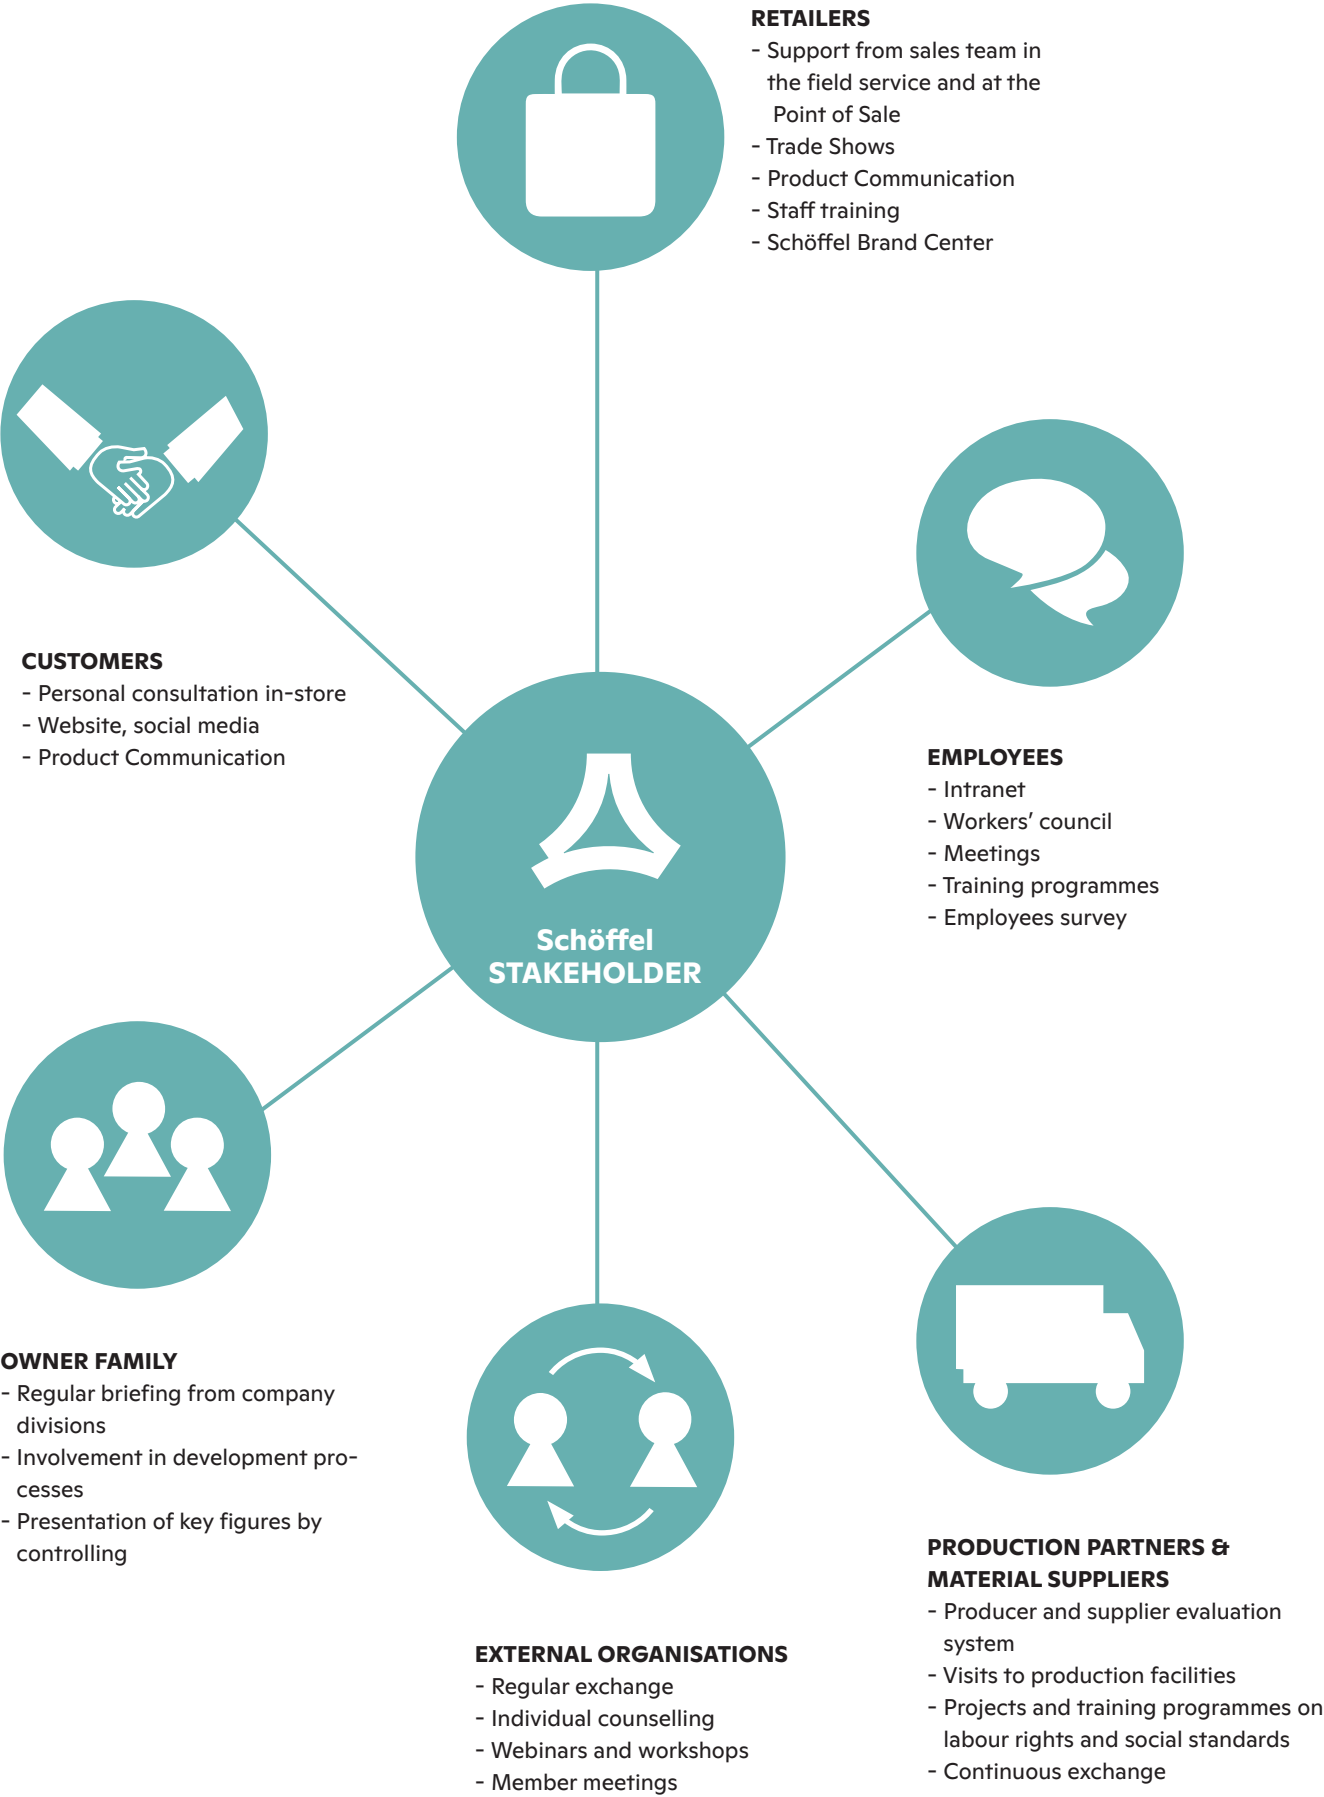 RETAILERS
- Support from sales team in
the field service and at the
Point of Sale
- Trade Shows
- Product Communication
- Staff training
- Schöffel Brand Center
CUSTOMERS
- Personal consultation in-store
- Website, social media
- Product Communication
EMPLOYEES
- Intranet
- Workers’ council
- Meetings
- Training programmes
- Employees survey
Schöffel
STAKEHOLDER
OWNER FAMILY
- Regular briefing from company
divisions
- Involvement in development pro-
cesses
- Presentation of key figures by
controlling
EXTERNAL ORGANISATIONS
- Regular exchange
- Individual counselling
- Webinars and workshops
- Member meetings
PRODUCTION PARTNERS &
MATERIAL SUPPLIERS
- Producer and supplier evaluation
system
- Visits to production facilities
- Projects and training programmes on
labour rights and social standards
- Continuous exchange